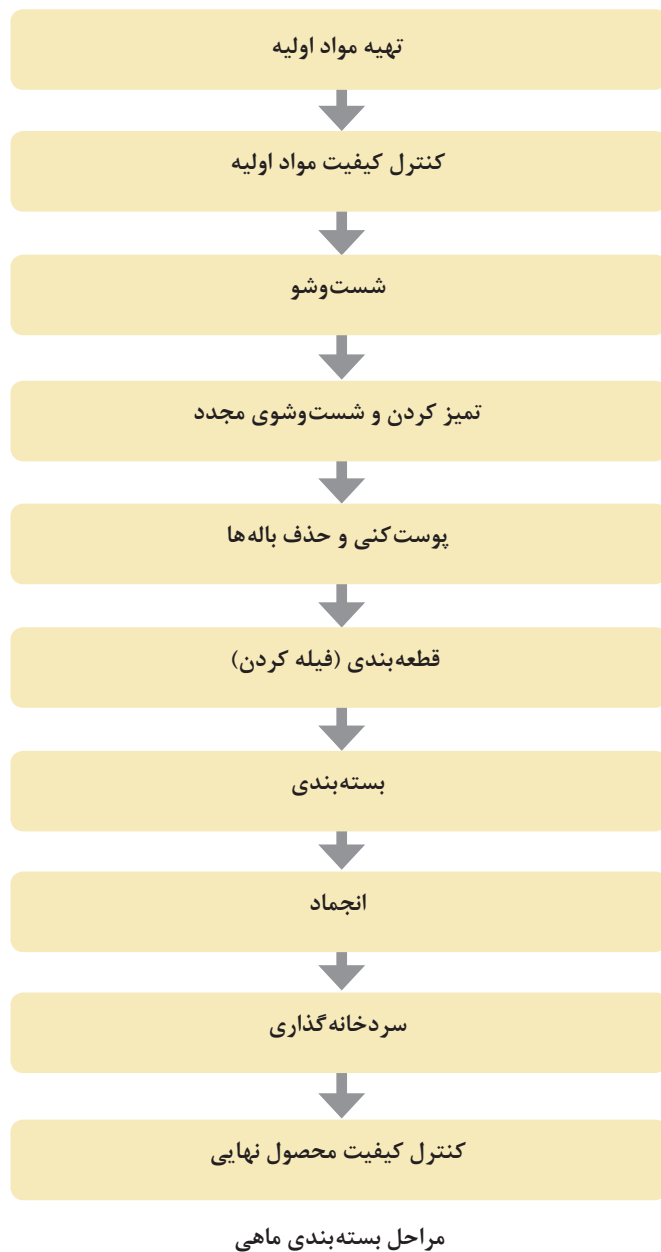 تهیه مواد اولیه
کنترل کیفیت مواد اولیه
شست‌وشو
تمیز کردن و شست‌وشوی مجدد
پوست‌کنی و حذف باله‌ها
قطعه‌بندی (فیله کردن)
بسته‌بندی
انجماد
سردخانه‌گذاری
کنترل کیفیت محصول نهایی
مراحل بسته‌بندی ماهی